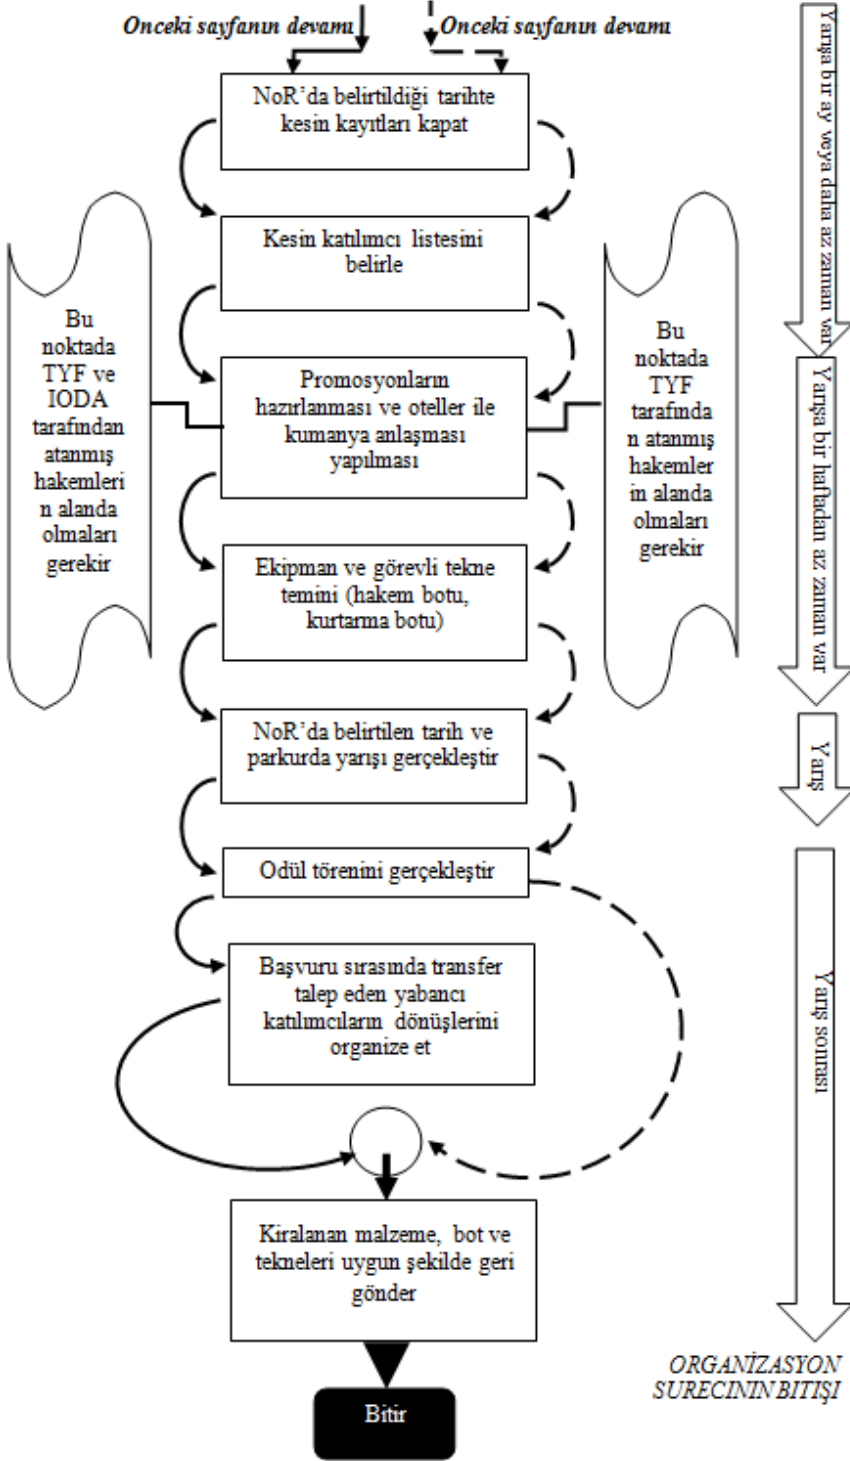 Onceki sayfanın devamı
Onceki sayfanın devamı
NoR’da belirtildiği tarihte
kesin kayıtları kapat
Kesin katılımcı listesini
belirle
Bu
noktada
TYF ve
IODA
tarafından
atanmış
hakemleri
n alanda
olmaları
gerekir
Promosyonların
hazırlanması ve oteller ile
kumanya anlaşması
yapılması
Bu
noktada
TYF
tarafında
n atanmış
hakemler
in alanda
olmaları
gerekir
Ekipman ve görevli tekne
temini (hakem botu,
kurtarma botu)
NoR’da belirtilen tarih ve
parkurda yarışı gerçekleştir
Odül törenini gerçekleştir
Başvuru sırasında transfer
talep eden yabancı
katılımcıların dönüşlerini
organize et
Kiralanan malzeme, bot ve
tekneleri uygun şekilde geri
gönder
Bitir
Yarışa bir ay veya daha az zaman var
Yarışa bir haftadan az zaman var
Yarış
Yarış sonrası
ORGANİZASYON
SURECININ BITIŞI